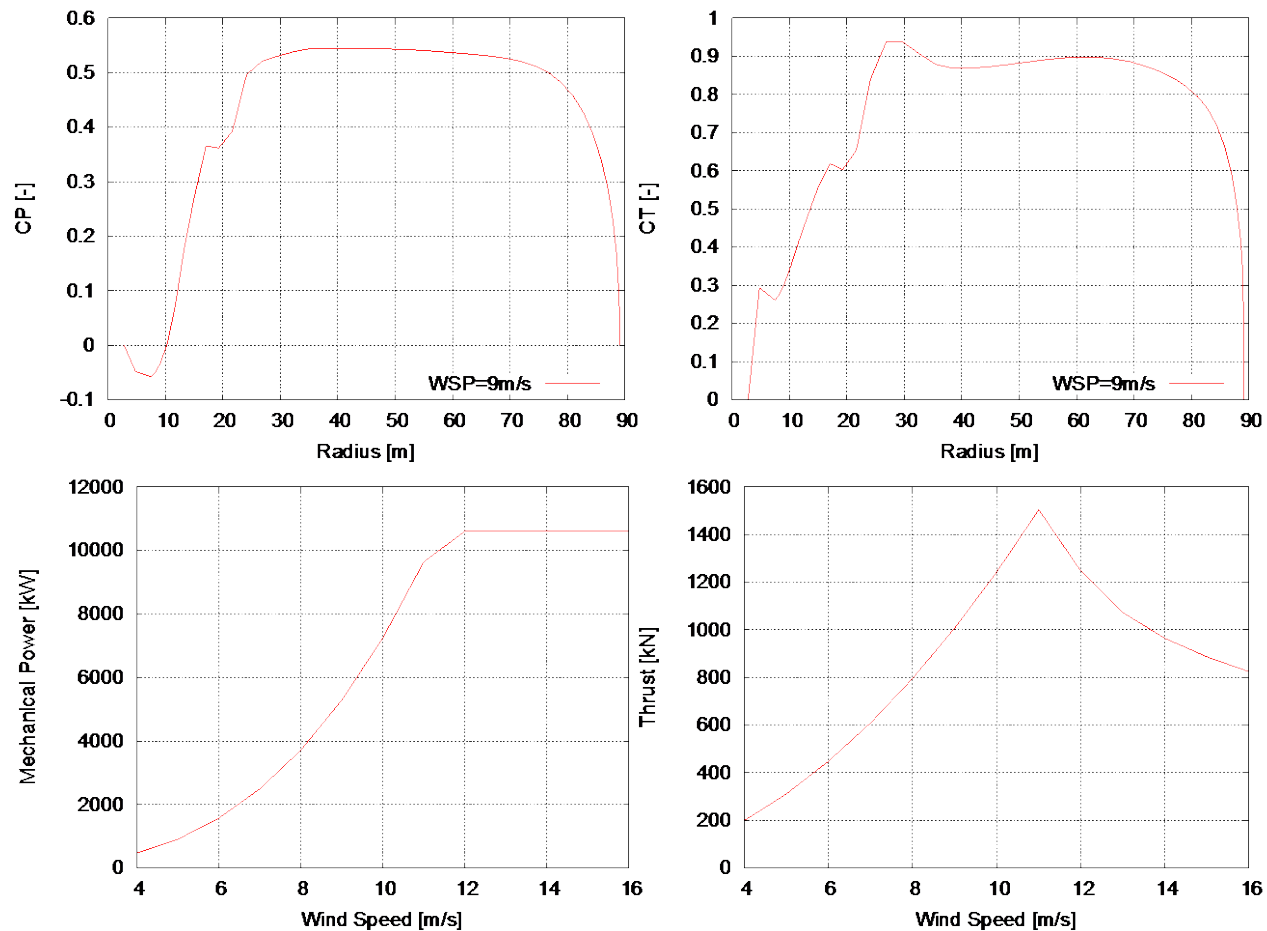 0.6
0.5
0.4
0.3
0.2
0.1
0
−0.1
CP [-]
WSP=9m/s
0 10 20 30 40 50 60 70 80 90
Radius [m]
1
0.9
0.8
0.7
0.6
0.5
0.4
0.3
0.2
0.1
0
CT [-]
WSP=9m/s
0 10 20 30 40 50 60 70 80 90
Radius [m]
12000
10000
8000
6000
4000
2000
0
Mechanical Power [kW]
4 6 8 10 12 14 16
Wind Speed [m/s]
1600
1400
1200
1000
800
600
400
200
0
Thrust [kN]
4 6 8 10 12 14 16
Wind Speed [m/s]